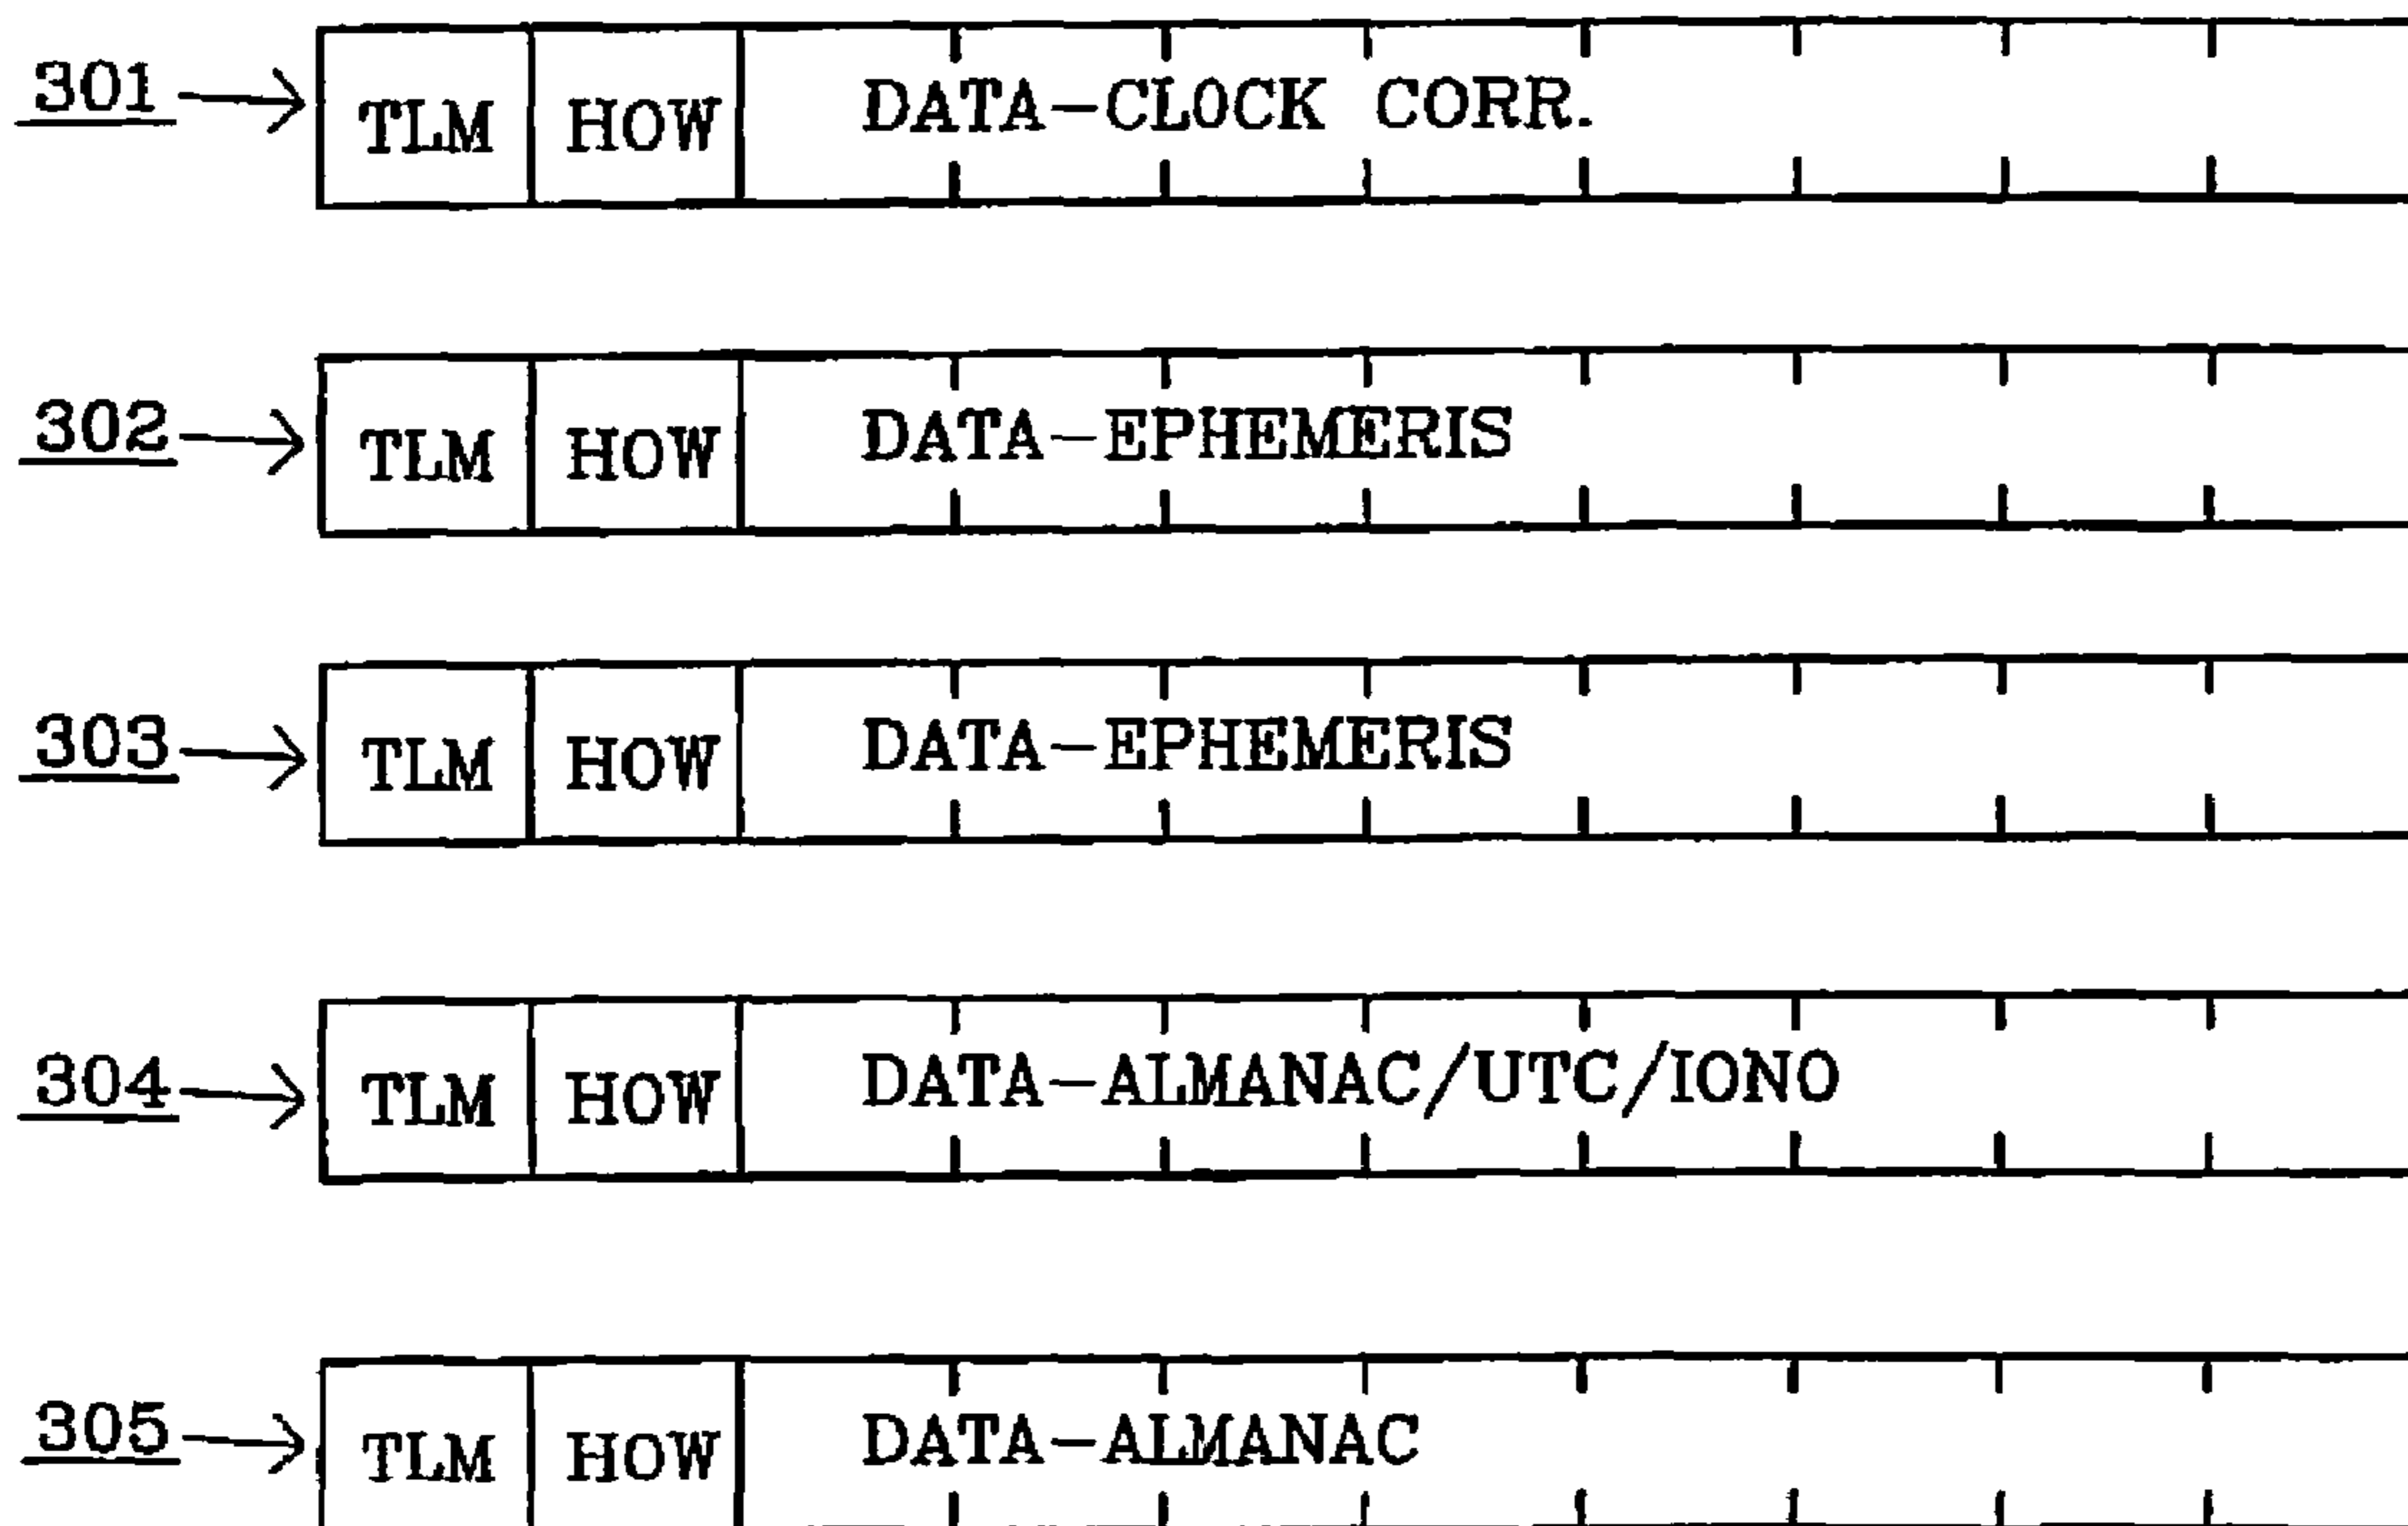 301 TLM HOW DATA-CLOCK CORR.
302 TLM HOW DATA-EPHEMERIS
303 TLM HOW DATA-EPHEMERIS
304 TLM HOW DATA-ALMANAC/UTC/IONO
305 TLM HOW DATA-ALMANAC